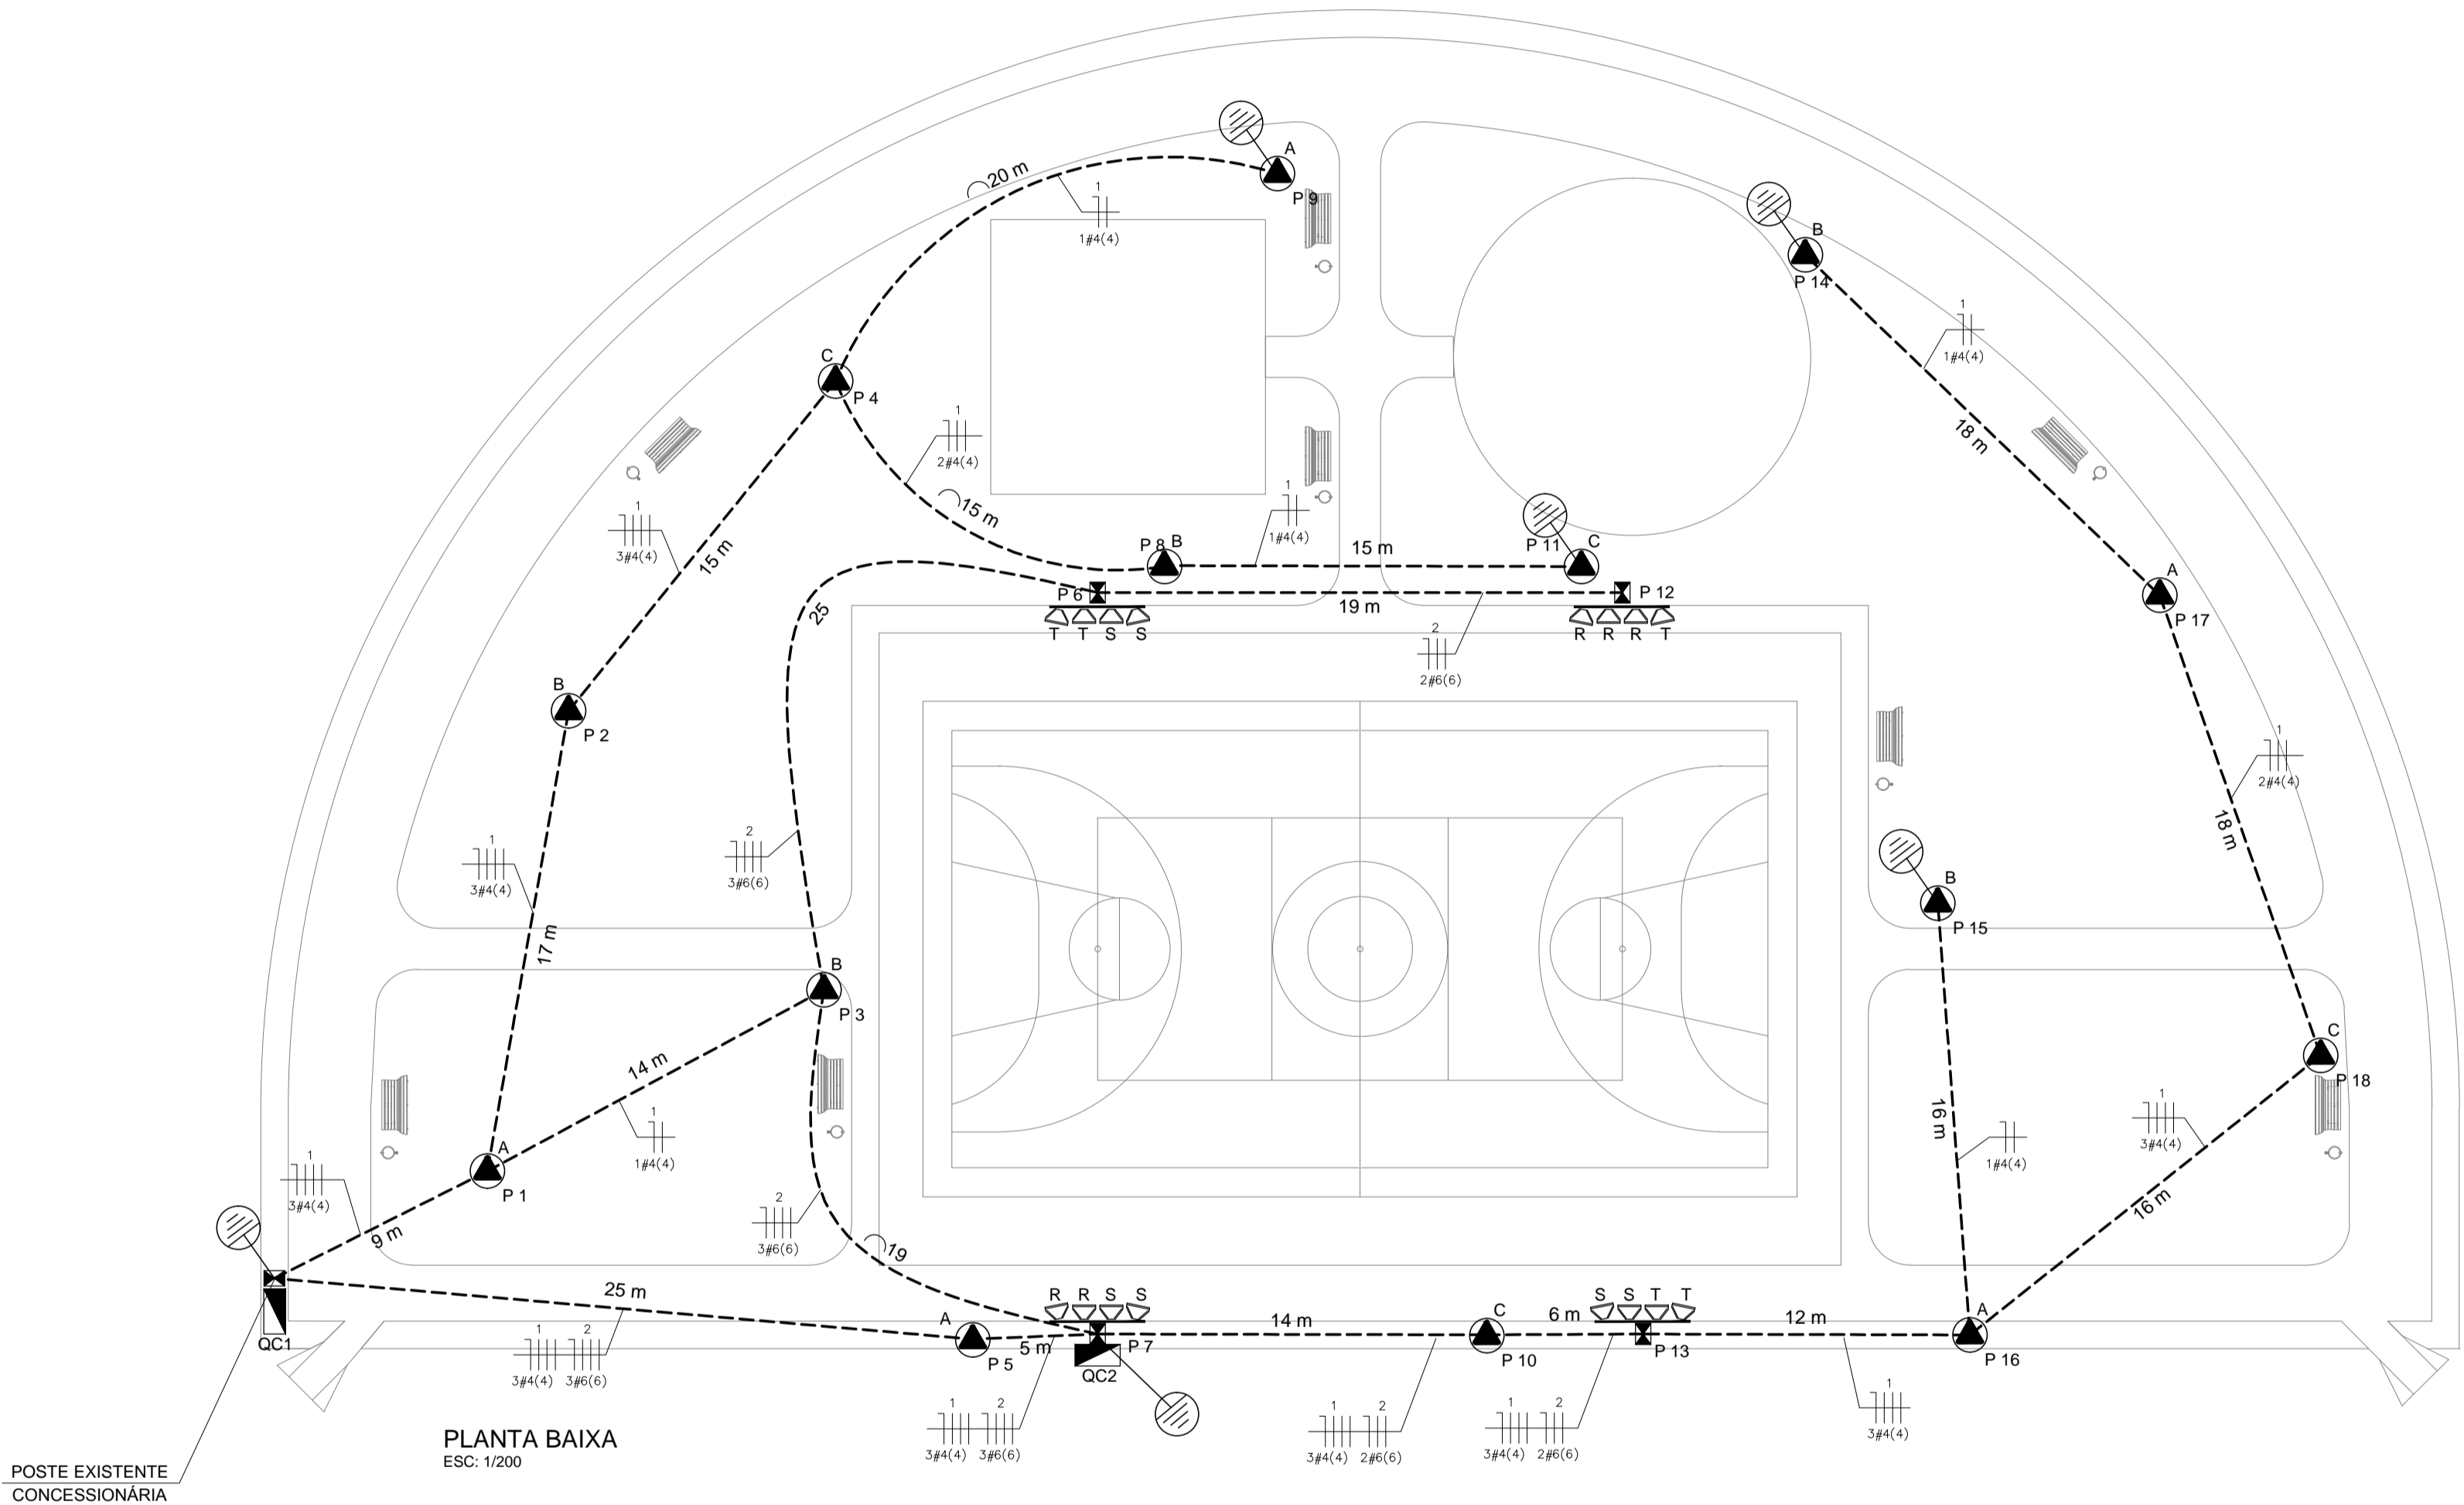 A
P 9
20 m
1
1#4(4)
B
P 14
1
1#4(4)
18 m
C
P 4
1
2#4(4)
15 m
1
1#4(4)
P 8 B
15 m
P 11
C
1
3#4(4)
15 m
25
P 6
19 m
P 12
T T S S
R R R T
2
2#6(6)
A
P 17
B
P 2
1
2#4(4)
18 m
1
3#4(4)
2
3#6(6)
17 m
B
P 15
B
P 3
C
P 18
14 m
1
1#4(4)
16 m
1
1#4(4)
1
3#4(4)
16 m
A
P 1
1
3#4(4)
9 m
2
3#6(6)
19
25 m
QC1
1 2
3#4(4) 3#6(6)
A
P 5
5 m
R R S S
P 7
QC2
14 m
C
P 10
6 m
S S T T
P 13
12 m
A
P 16
1 2
3#4(4) 3#6(6)
1 2
3#4(4) 2#6(6)
1 2
3#4(4) 2#6(6)
1
3#4(4)
PLANTA BAIXA
ESC: 1/200
POSTE EXISTENTE
CONCESSIONÁRIA